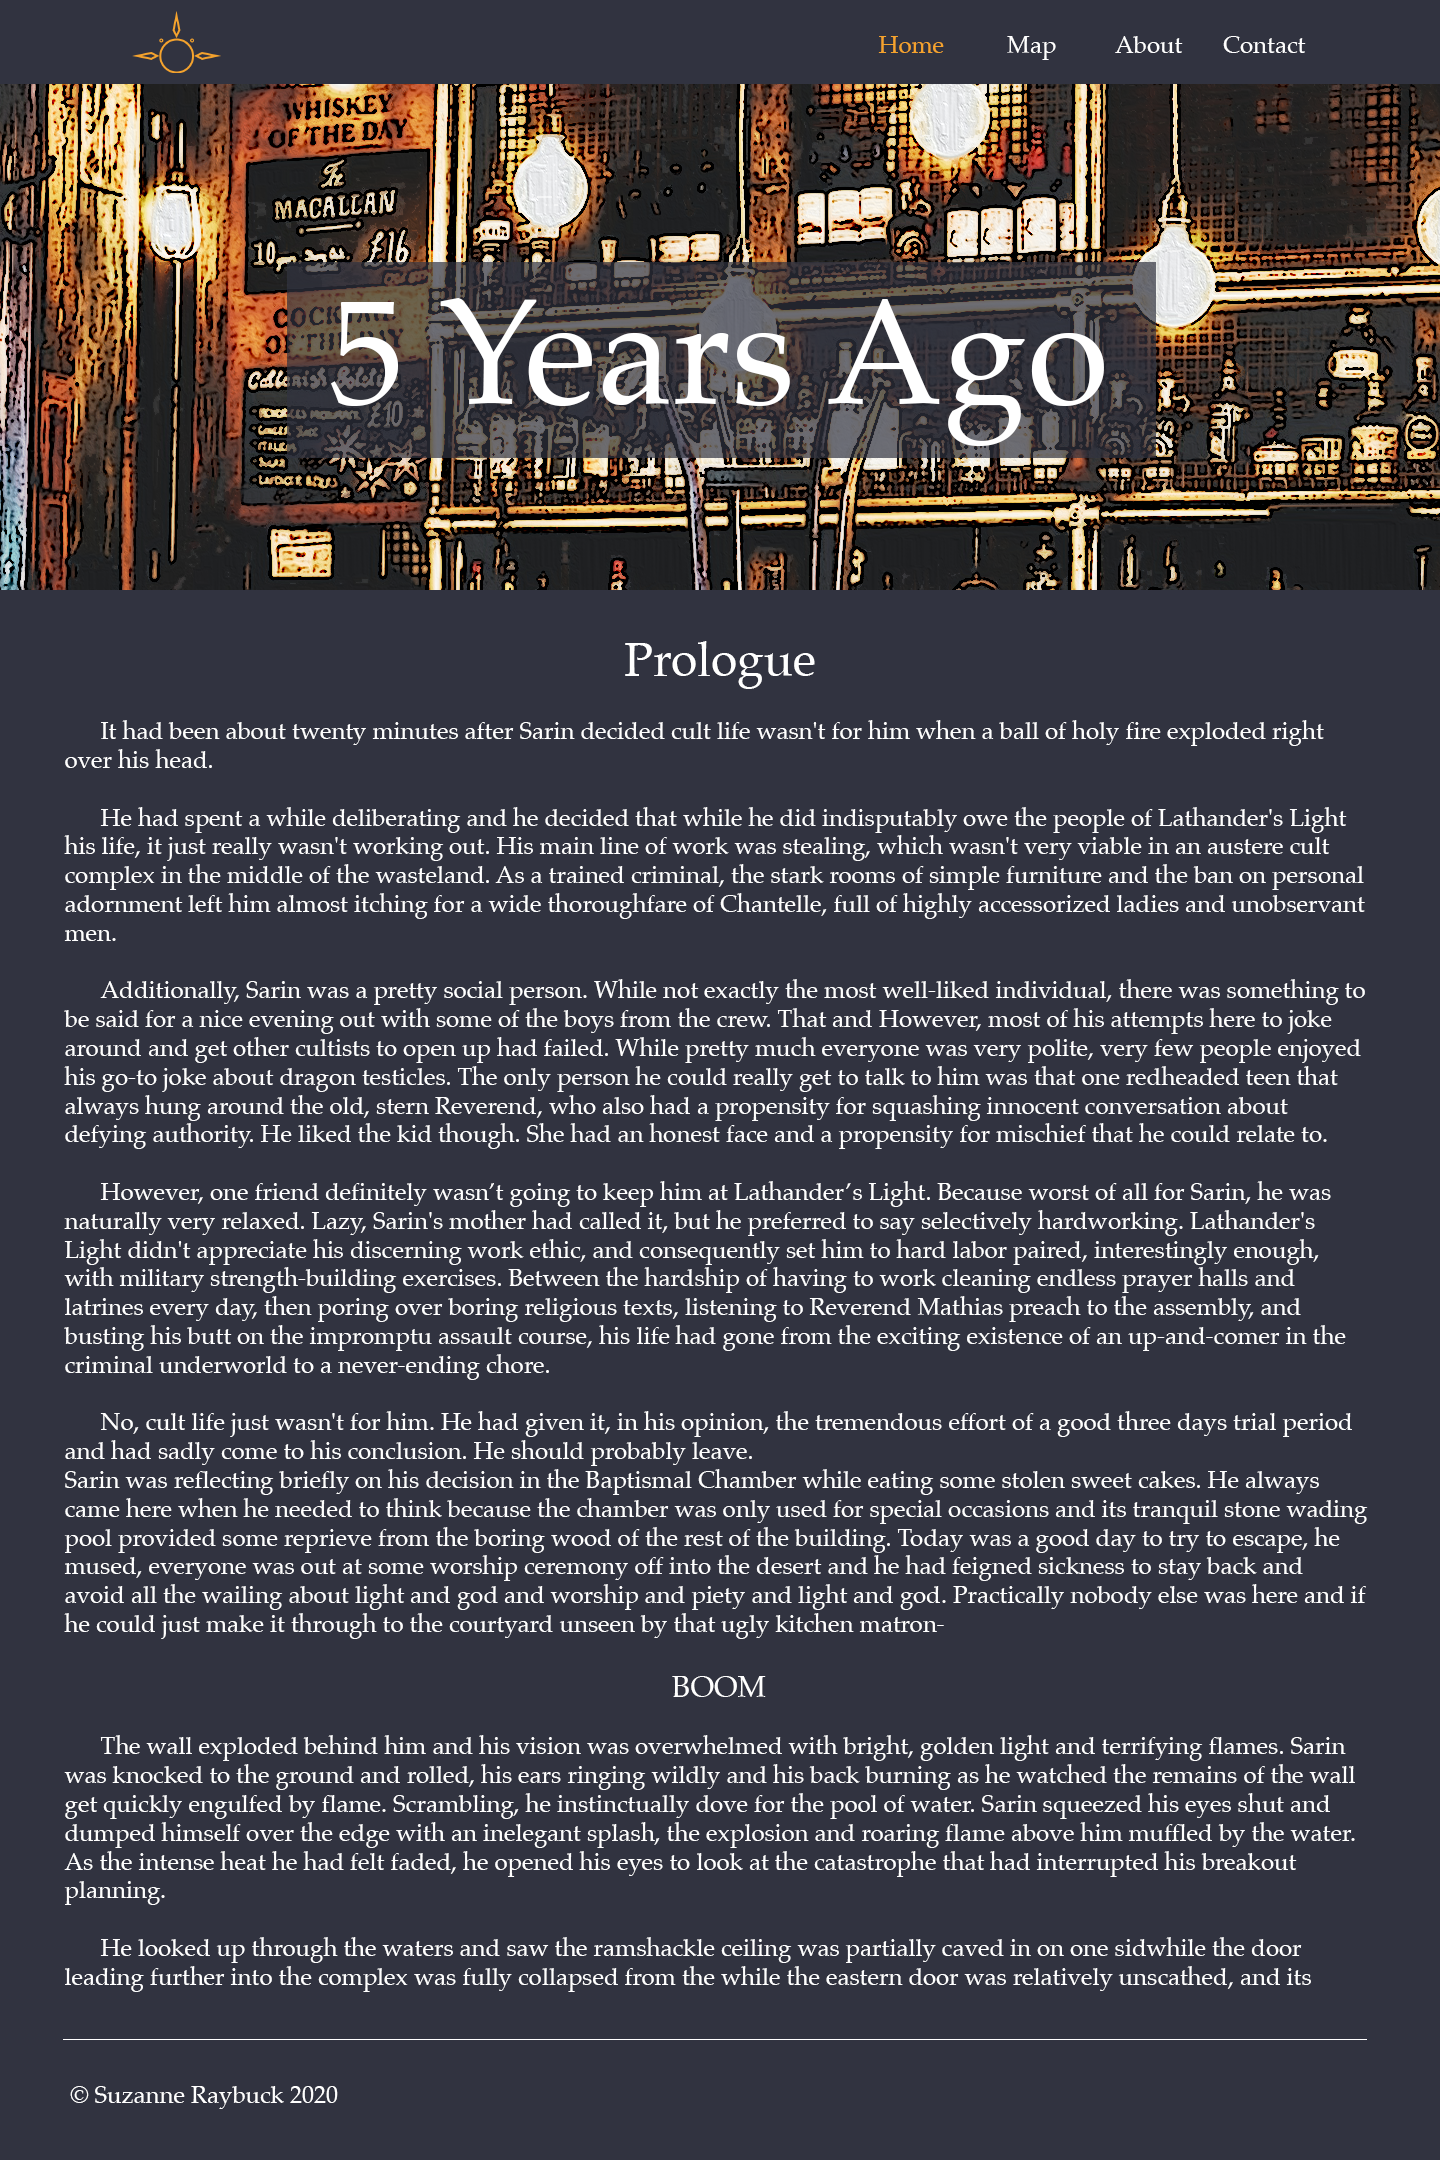 Home Map About Contact
WHISKEY
OF THE DAY
The
MACALLAN
£16
5 Years Ago
£10
Prologue
It had been about twenty minutes after Sarin decided cult life wasn't for him when a ball of holy fire exploded right
over his head.
He had spent a while deliberating and he decided that while he did indisputably owe the people of Lathander's Light
his life, it just really wasn't working out. His main line of work was stealing, which wasn't very viable in an austere cult
complex in the middle of the wasteland. As a trained criminal, the stark rooms of simple furniture and the ban on personal
adornment left him almost itching for a wide thoroughfare of Chantelle, full of highly accessorized ladies and unobservant
men.
Additionally, Sarin was a pretty social person. While not exactly the most well-liked individual, there was something to
be said for a nice evening out with some of the boys from the crew. That and However, most of his attempts here to joke
around and get other cultists to open up had failed. While pretty much everyone was very polite, very few people enjoyed
his go-to joke about dragon testicles. The only person he could really get to talk to him was that one redheaded teen that
always hung around the old, stern Reverend, who also had a propensity for squashing innocent conversation about
defying authority. He liked the kid though. She had an honest face and a propensity for mischief that he could relate to.
However, one friend definitely wasn’t going to keep him at Lathander’s Light. Because worst of all for Sarin, he was
naturally very relaxed. Lazy, Sarin's mother had called it, but he preferred to say selectively hardworking. Lathander's
Light didn't appreciate his discerning work ethic, and consequently set him to hard labor paired, interestingly enough,
with military strength-building exercises. Between the hardship of having to work cleaning endless prayer halls and
latrines every day, then poring over boring religious texts, listening to Reverend Mathias preach to the assembly, and
busting his butt on the impromptu assault course, his life had gone from the exciting existence of an up-and-comer in the
criminal underworld to a never-ending chore.
No, cult life just wasn't for him. He had given it, in his opinion, the tremendous effort of a good three days trial period
and had sadly come to his conclusion. He should probably leave.
Sarin was reflecting briefly on his decision in the Baptismal Chamber while eating some stolen sweet cakes. He always
came here when he needed to think because the chamber was only used for special occasions and its tranquil stone wading
pool provided some reprieve from the boring wood of the rest of the building. Today was a good day to try to escape, he
mused, everyone was out at some worship ceremony off into the desert and he had feigned sickness to stay back and
avoid all the wailing about light and god and worship and piety and light and god. Practically nobody else was here and if
he could just make it through to the courtyard unseen by that ugly kitchen matron-
BOOM
The wall exploded behind him and his vision was overwhelmed with bright, golden light and terrifying flames. Sarin
was knocked to the ground and rolled, his ears ringing wildly and his back burning as he watched the remains of the wall
get quickly engulfed by flame. Scrambling, he instinctually dove for the pool of water. Sarin squeezed his eyes shut and
dumped himself over the edge with an inelegant splash, the explosion and roaring flame above him muffled by the water.
As the intense heat he had felt faded, he opened his eyes to look at the catastrophe that had interrupted his breakout
planning.
He looked up through the waters and saw the ramshackle ceiling was partially caved in on one sidwhile the door
leading further into the complex was fully collapsed from the while the eastern door was relatively unscathed, and its
© Suzanne Raybuck 2020